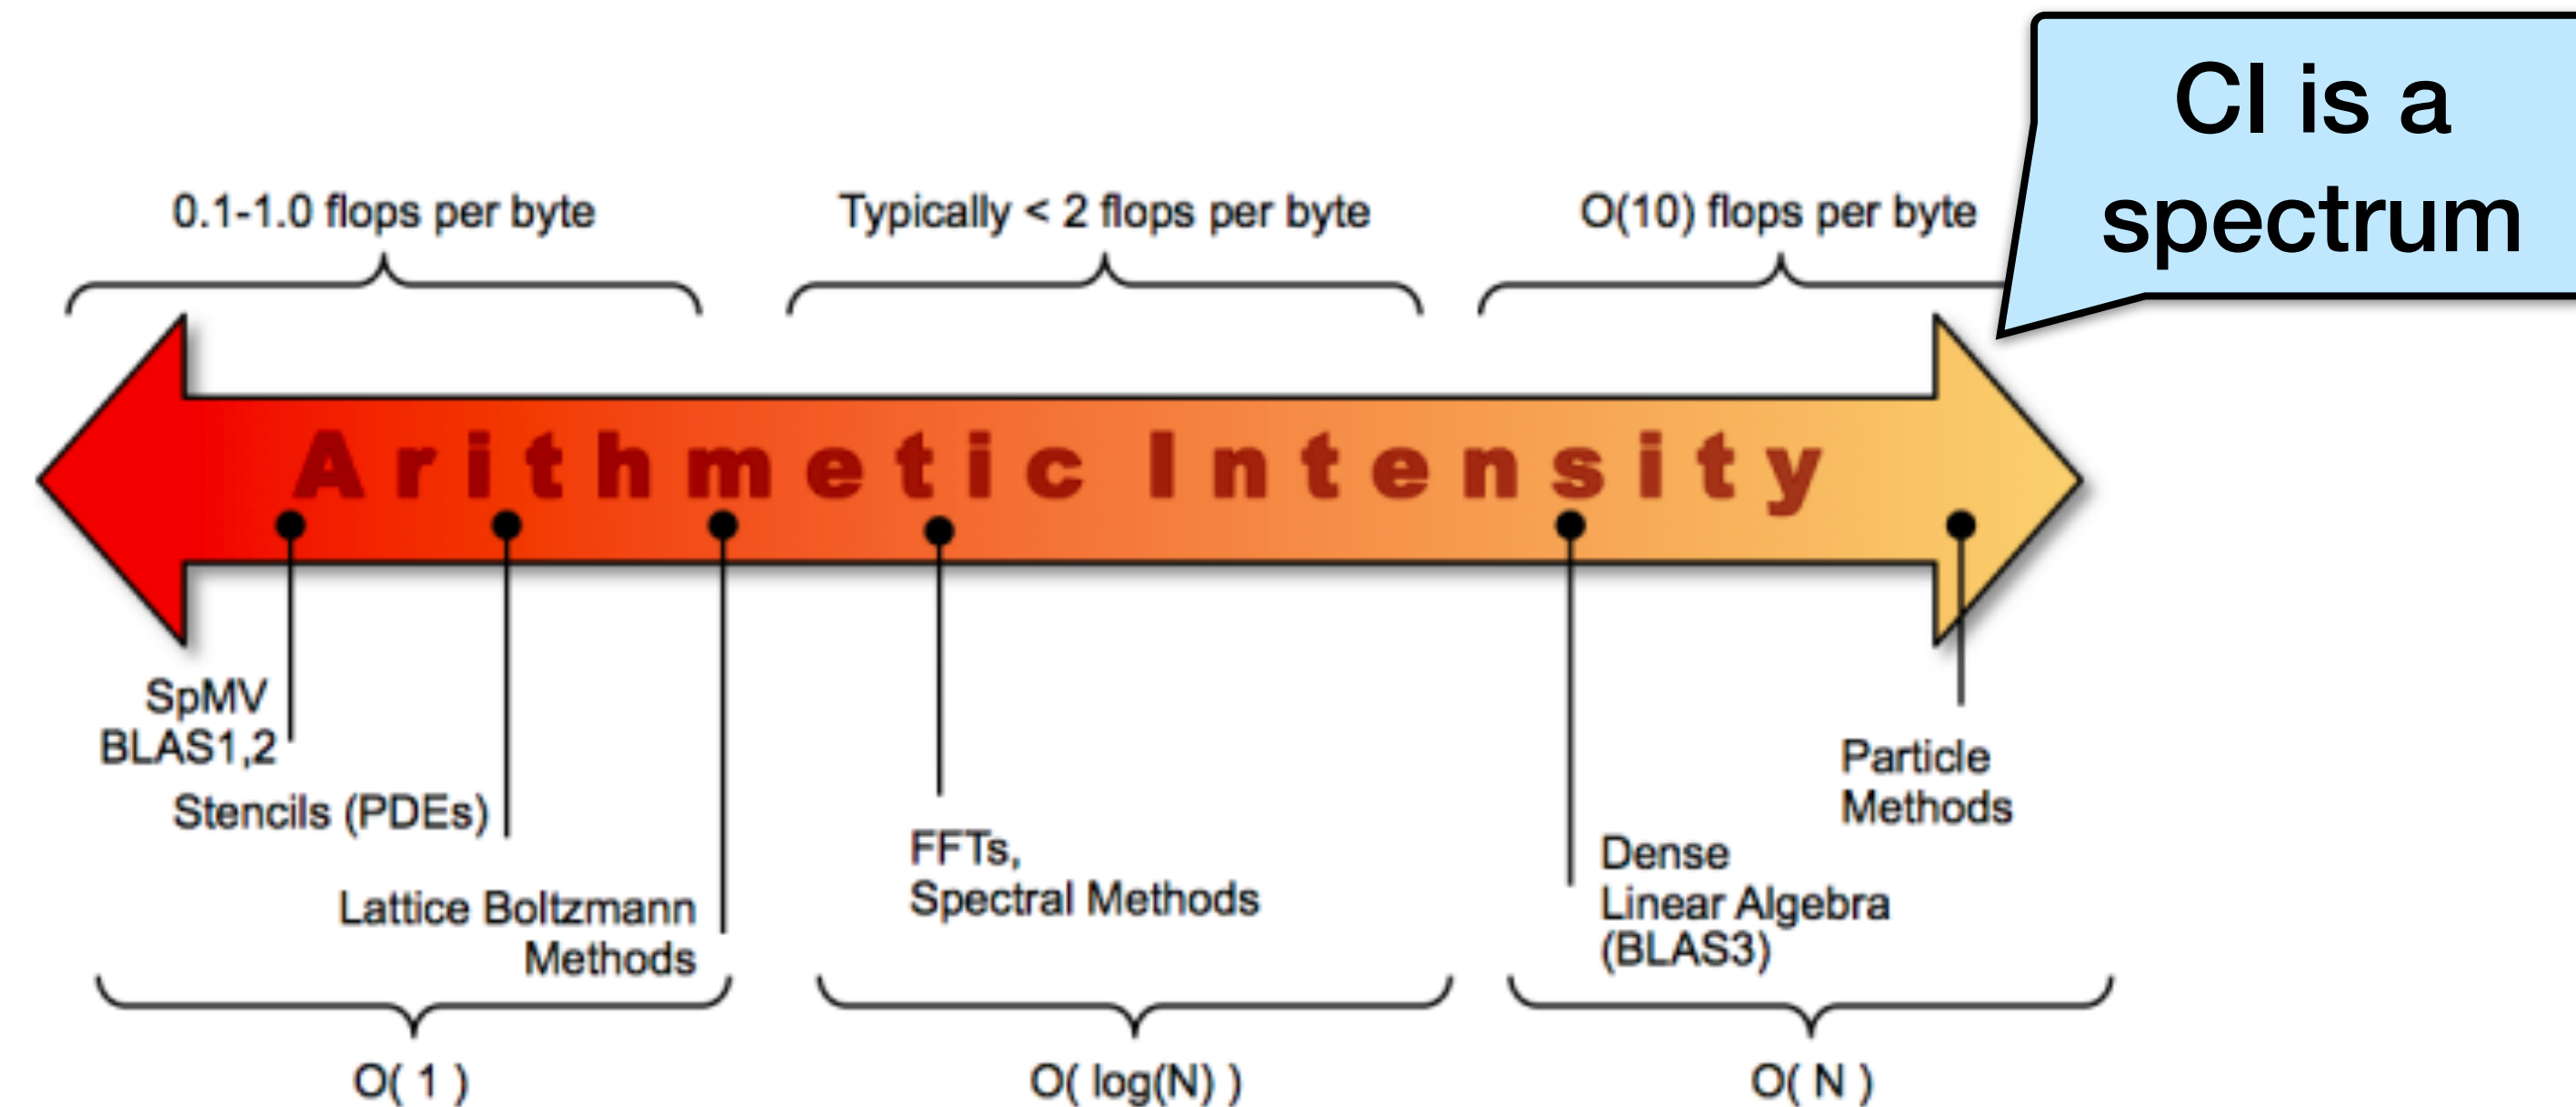 CI is a
spectrum
0.1-1.0 flops per byte
Typically < 2 flops per byte
O(10) flops per byte
Arithmetic Intensity
SpMV
BLAS1,2
Stencils (PDEs)
Lattice Boltzmann
Methods
FFTs,
Spectral Methods
Dense
Linear Algebra
(BLAS3)
Particle
Methods
O( 1 )
O( log(N) )
O( N )